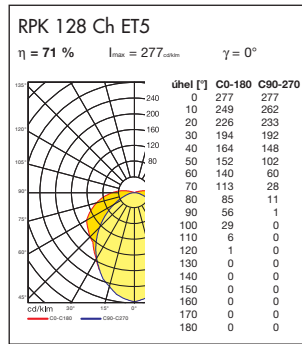 RPK 128 Ch ET5
η = 71 % Imax = 277 cd/klm γ = 0°
135°
120°
105°
90°
75°
60°
45°
30°
15°
0°
240
200
160
120
80
cd/klm
C0-C180 C90-C270
úhel [°] C0-180 C90-270
0 277 277
10 249 262
20 226 233
30 194 192
40 164 148
50 152 102
60 140 60
70 113 28
80 85 11
90 56 1
100 29 0
110 6 0
120 1 0
130 0 0
140 0 0
150 0 0
160 0 0
170 0 0
180 0 0